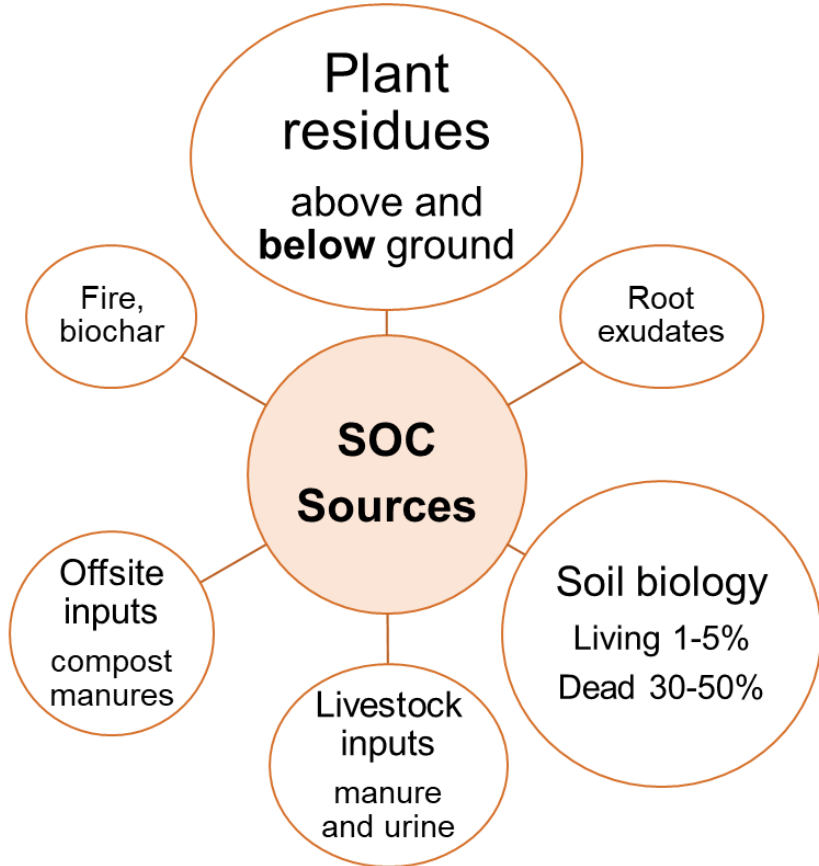 Plant
residues
above and
below ground
Fire,
biochar
Root
exudates
SOC
Sources
Offsite
inputs
compost
manures
Soil biology
Living 1-5%
Dead 30-50%
Livestock
inputs
manure
and urine